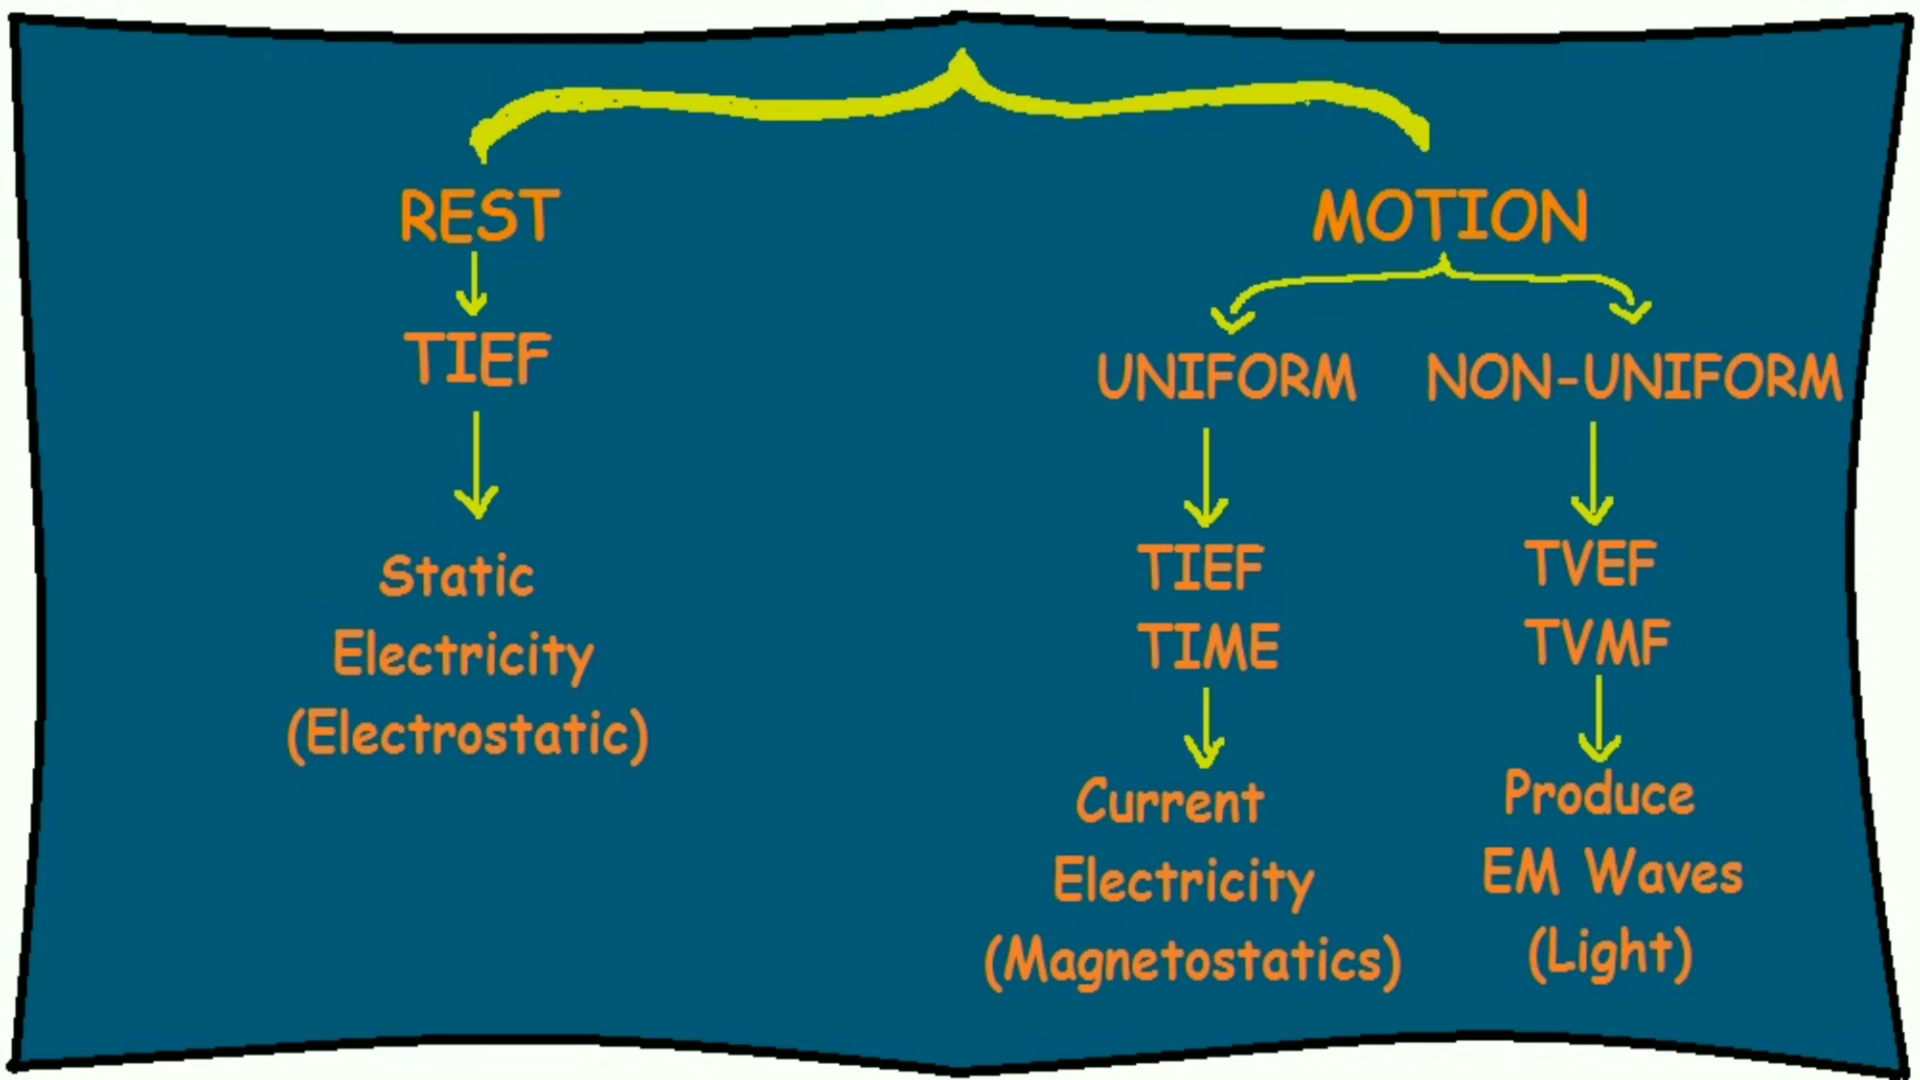 REST
TIEF
Static
Electricity
(Electrostatic)
MOTION
UNIFORM
TIEF
TIME
Current
Electricity
(Magnetostatics)
NON-UNIFORM
TVEF
TVMF
Produce
EM Waves
(Light)